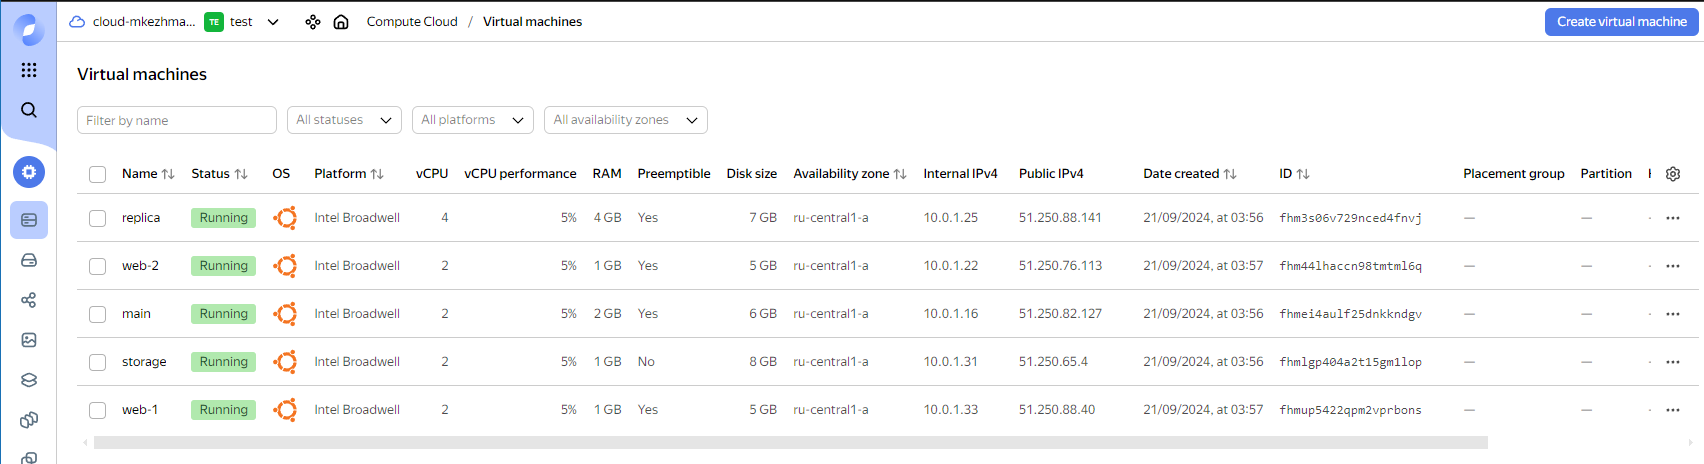 cloud-mkezhma... TE test Compute Cloud / Virtual machines Create virtual machine
Virtual machines
Filter by name All statuses All platforms All availability zones
Name Status OS Platform vCPU vCPU performance RAM Preemptible Disk size Availability zone Internal IPv4 Public IPv4 Date created ID Placement group Partition
replica Running Intel Broadwell 4 5% 4 GB Yes 7 GB ru-central1-a 10.0.1.25 51.250.88.141 21/09/2024, at 03:56 fhm3s06v729nced4fnvj — —
web-2 Running Intel Broadwell 2 5% 1 GB Yes 5 GB ru-central1-a 10.0.1.22 51.250.76.113 21/09/2024, at 03:57 fhm44lhaccn98tmtml6q — —
main Running Intel Broadwell 2 5% 2 GB Yes 6 GB ru-central1-a 10.0.1.16 51.250.82.127 21/09/2024, at 03:56 fhmei4aulf25dnkkndgv — —
storage Running Intel Broadwell 2 5% 1 GB No 8 GB ru-central1-a 10.0.1.31 51.250.65.4 21/09/2024, at 03:56 fhmlgp404a2t15gm1lop — —
web-1 Running Intel Broadwell 2 5% 1 GB Yes 5 GB ru-central1-a 10.0.1.33 51.250.88.40 21/09/2024, at 03:57 fhmup5422qpm2vprbons — —